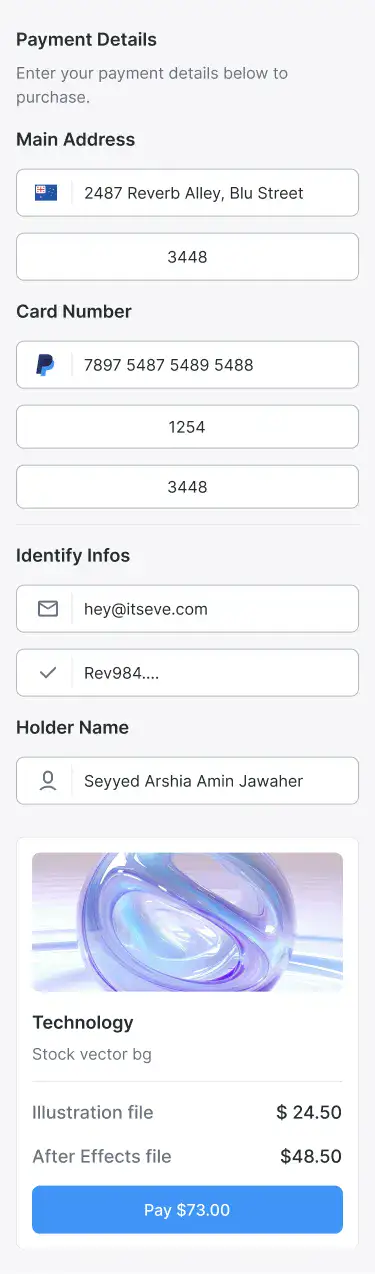 Payment Details
Enter your payment details below to
purchase.
Main Address
2487 Reverb Alley, Blu Street
3448
Card Number
7897 5487 5489 5488
1254
3448
Identify Infos
hey@itseve.com
Rev984....
Holder Name
Seyyed Arshia Amin Jawaher
Technology
Stock vector bg
Illustration file $ 24.50
After Effects file $48.50
Pay $73.00